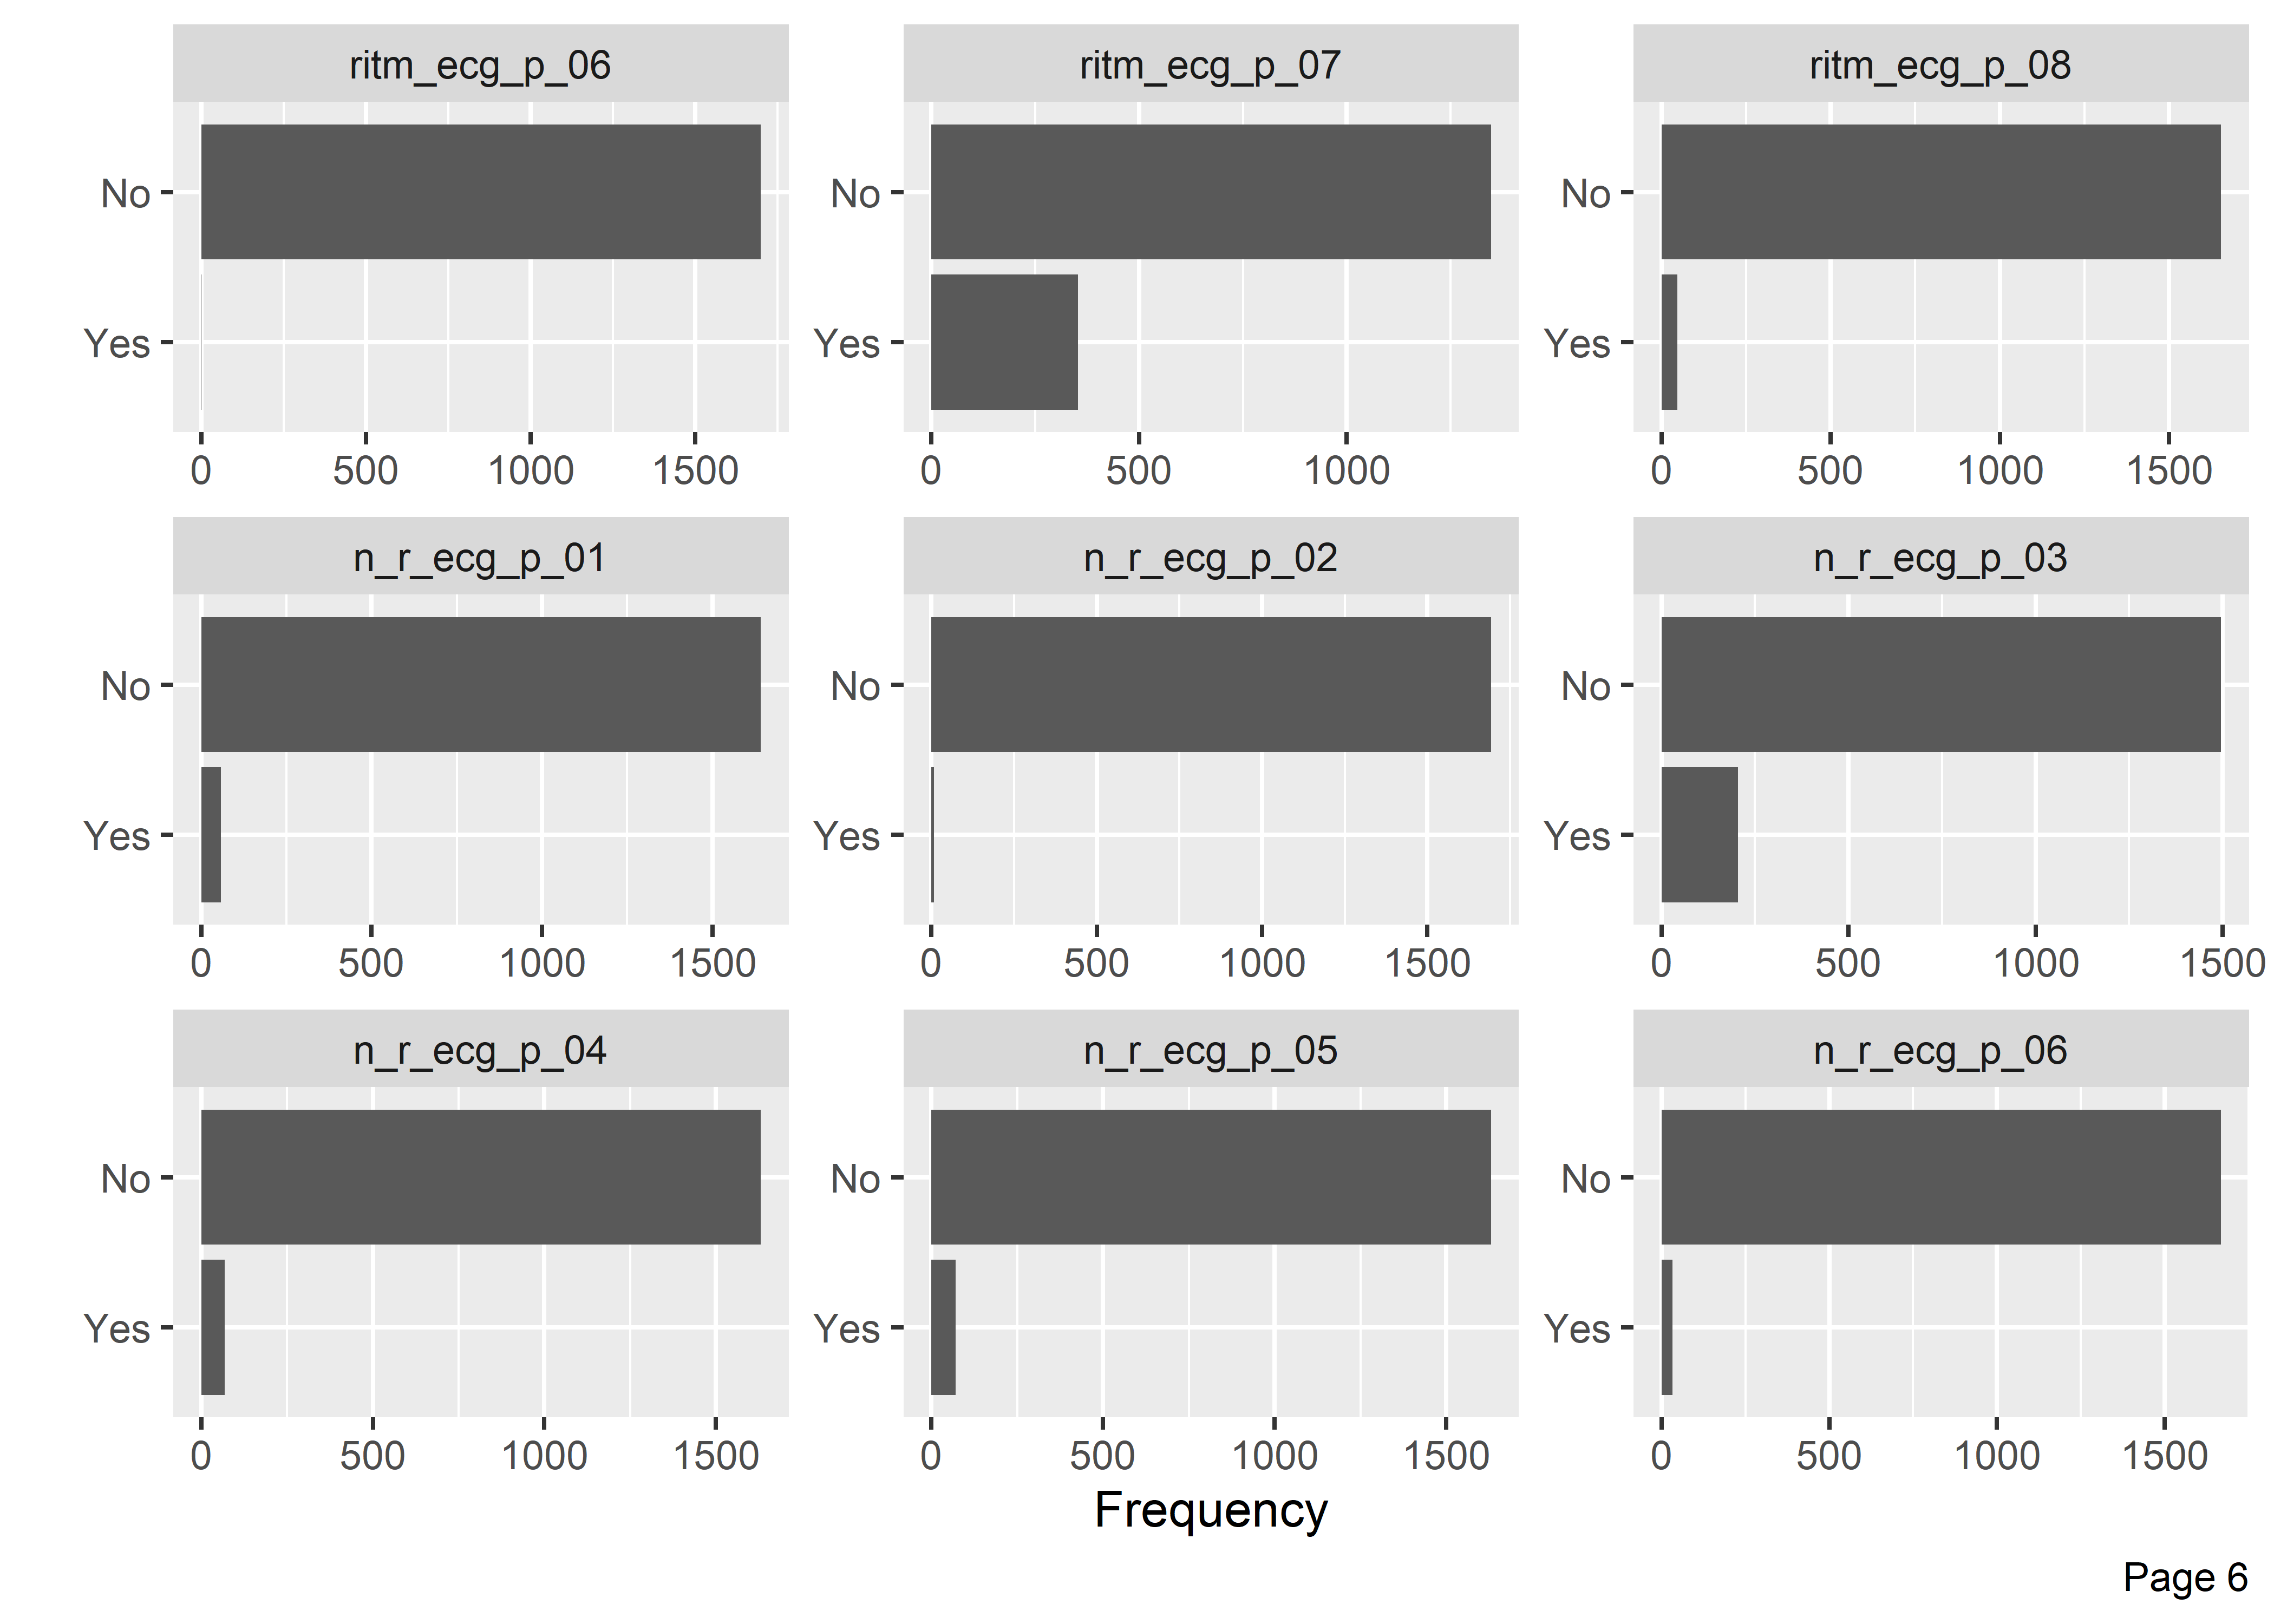 ritm_ecg_p_06 ritm_ecg_p_07 ritm_ecg_p_08
No No No
Yes Yes Yes
0 500 1000 1500 0 500 1000 0 500 1000 1500
n_r_ecg_p_01 n_r_ecg_p_02 n_r_ecg_p_03
No No No
Yes Yes Yes
0 500 1000 1500 0 500 1000 1500 0 500 1000 1500
n_r_ecg_p_04 n_r_ecg_p_05 n_r_ecg_p_06
No No No
Yes Yes Yes
0 500 1000 1500 0 500 1000 1500 0 500 1000 1500
Frequency
Page 6